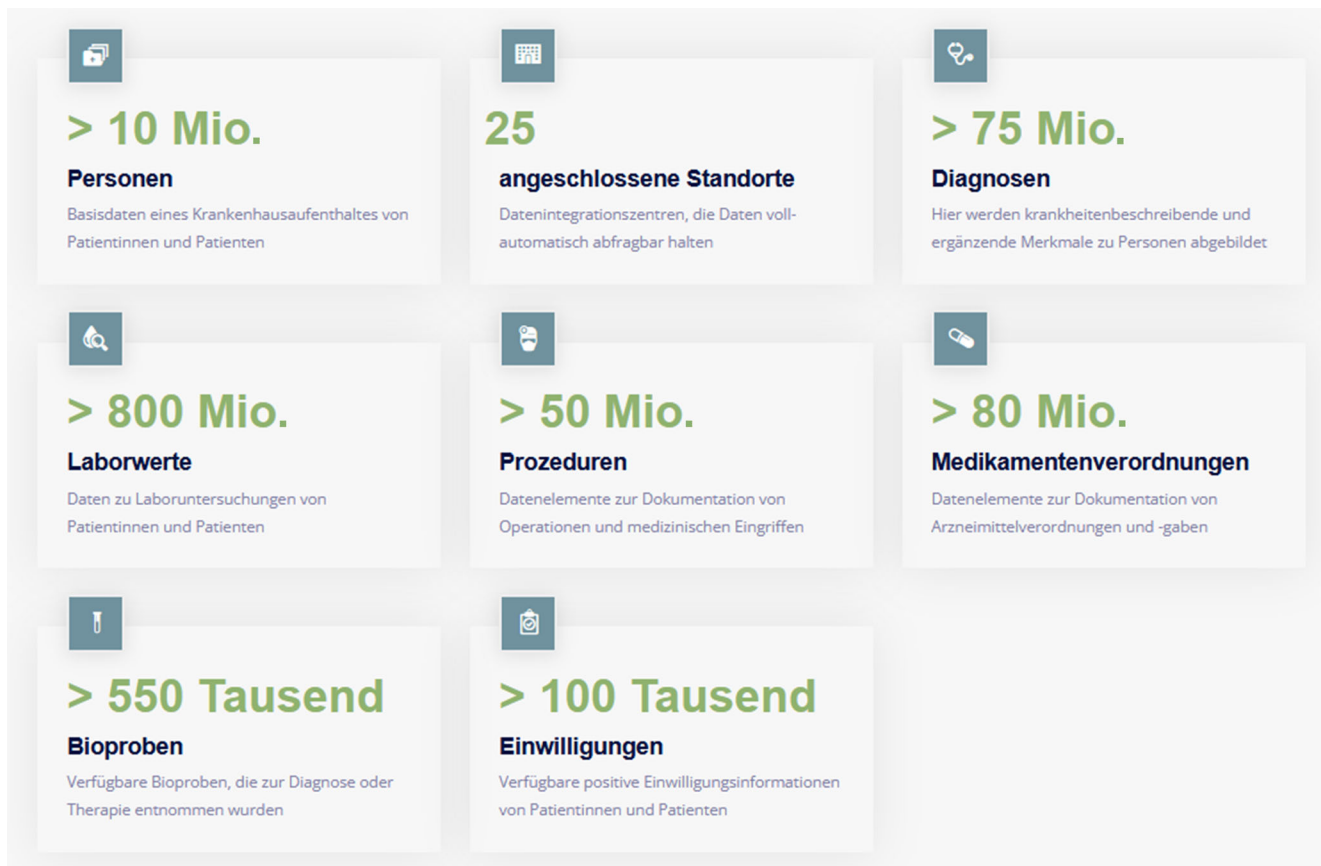 > 10 Mio.
Personen
Basisdaten eines Krankenhausaufenthaltes von
Patientinnen und Patienten
25
angeschlossene Standorte
Datenintegrationszentren, die Daten voll-
automatisch abfragbar halten
> 75 Mio.
Diagnosen
Hier werden krankheitenbeschreibende und
ergänzende Merkmale zu Personen abgebildet
> 800 Mio.
Laborwerte
Daten zu Laboruntersuchungen von
Patientinnen und Patienten
> 50 Mio.
Prozeduren
Datenelemente zur Dokumentation von
Operationen und medizinischen Eingriffen
> 80 Mio.
Medikamentenverordnungen
Datenelemente zur Dokumentation von
Arzneimittelverordnungen und -gaben
> 550 Tausend
Bioproben
Verfügbare Bioproben, die zur Diagnose oder
Therapie entnommen wurden
> 100 Tausend
Einwilligungen
Verfügbare positive Einwilligungsinformationen
von Patientinnen und Patienten